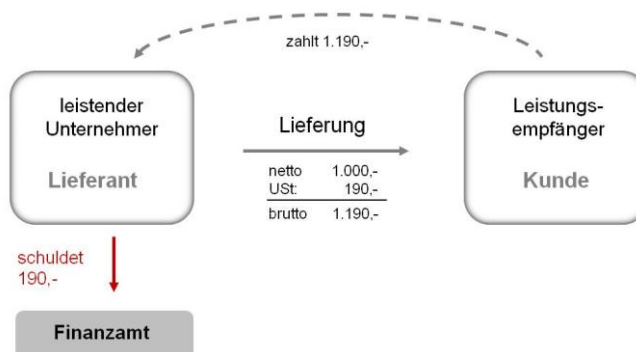 zahlt 1.190,-
leistender
Unternehmer
Lieferant
Lieferung
netto 1.000,-
USt: 190,-
brutto 1.190,-
Leistungs-
empfänger
Kunde
schuldet
190,-
Finanzamt